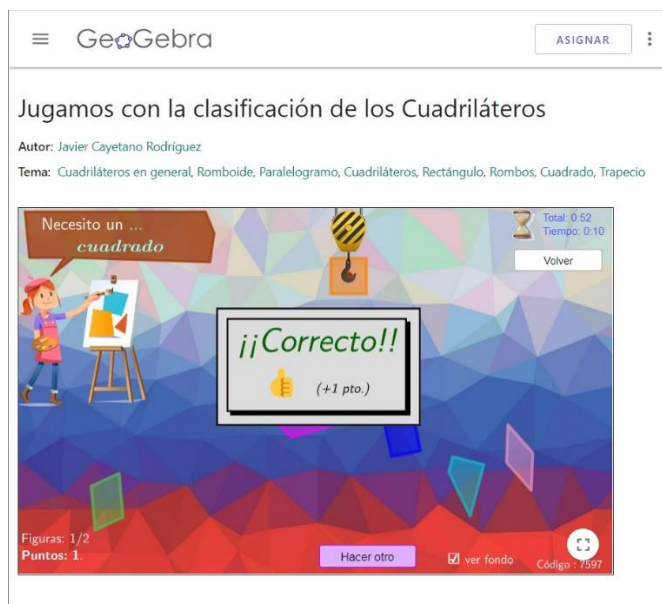 GeoGebra
ASIGNAR
Jugamos con la clasificación de los Cuadriláteros
Autor: Javier Cayetano Rodríguez
Tema: Cuadriláteros en general, Romboide, Paralelogramo, Cuadriláteros, Rectángulo, Rombos, Cuadrado, Trapecio
Necesito un ...
cuadrado
Total: 0:52
Tiempo: 0:10
Volver
¡¡Correcto!!
(+1 pto.)
Figuras: 1/2
Puntos: 1.
Hacer otro
ver fondo
Código : 7597